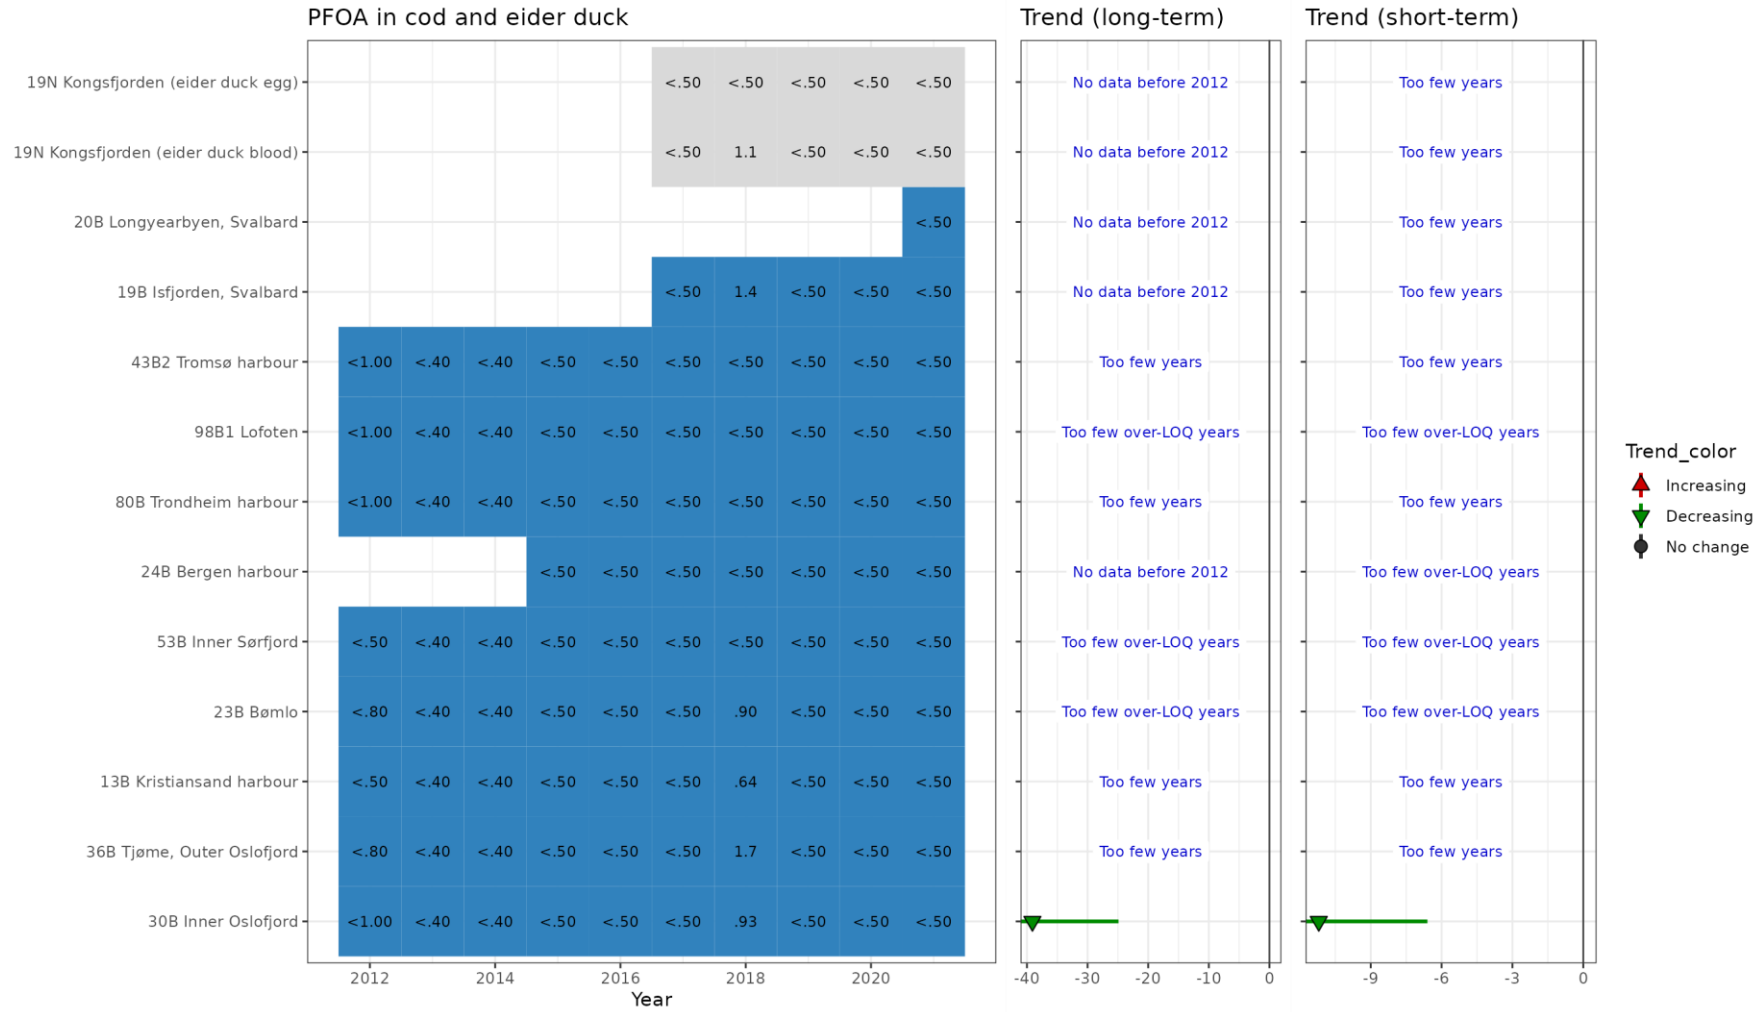 PFOA in cod and eider duck Trend (long-term) Trend (short-term)
19N Kongsfjorden (eider duck egg) <.50 <.50 <.50 <.50 <.50 No data before 2012 Too few years
19N Kongsfjorden (eider duck blood) <.50 1.1 <.50 <.50 <.50 No data before 2012 Too few years
20B Longyearbyen, Svalbard <.50 No data before 2012 Too few years
19B Isfjorden, Svalbard <.50 1.4 <.50 <.50 <.50 No data before 2012 Too few years
43B2 Tromsø harbour <1.00 <.40 <.40 <.50 <.50 <.50 <.50 <.50 <.50 <.50 Too few years Too few years
98B1 Lofoten <1.00 <.40 <.40 <.50 <.50 <.50 <.50 <.50 <.50 <.50 Too few over-LOQ years Too few over-LOQ years
80B Trondheim harbour <1.00 <.40 <.40 <.50 <.50 <.50 <.50 <.50 <.50 <.50 Too few years Too few years
24B Bergen harbour <.50 <.50 <.50 <.50 <.50 <.50 <.50 No data before 2012 Too few over-LOQ years
53B Inner Sørfjord <.50 <.40 <.40 <.50 <.50 <.50 <.50 <.50 <.50 <.50 Too few over-LOQ years Too few over-LOQ years
23B Bømlo <.80 <.40 <.40 <.50 <.50 <.50 .90 <.50 <.50 <.50 Too few over-LOQ years Too few over-LOQ years
13B Kristiansand harbour <.50 <.40 <.40 <.50 <.50 <.50 .64 <.50 <.50 <.50 Too few years Too few years
36B Tjøme, Outer Oslofjord <.80 <.40 <.40 <.50 <.50 <.50 1.7 <.50 <.50 <.50 Too few years Too few years
30B Inner Oslofjord <1.00 <.40 <.40 <.50 <.50 <.50 .93 <.50 <.50 <.50
2012 2014 2016 2018 2020 -40 -30 -20 -10 0 -9 -6 -3 0
Year
Trend_color
Increasing
Decreasing
No change